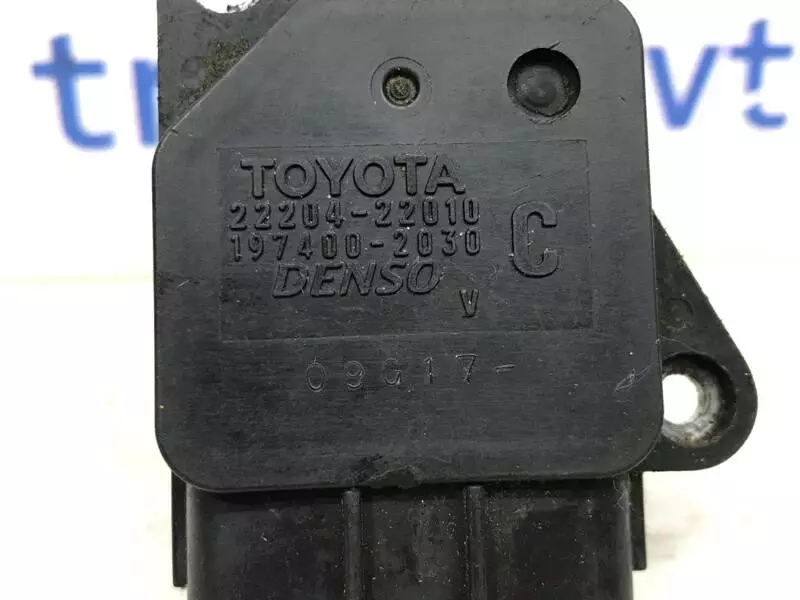 TOYOTA
22204-22010
197400-2030
C
DENSO
V
09G17-